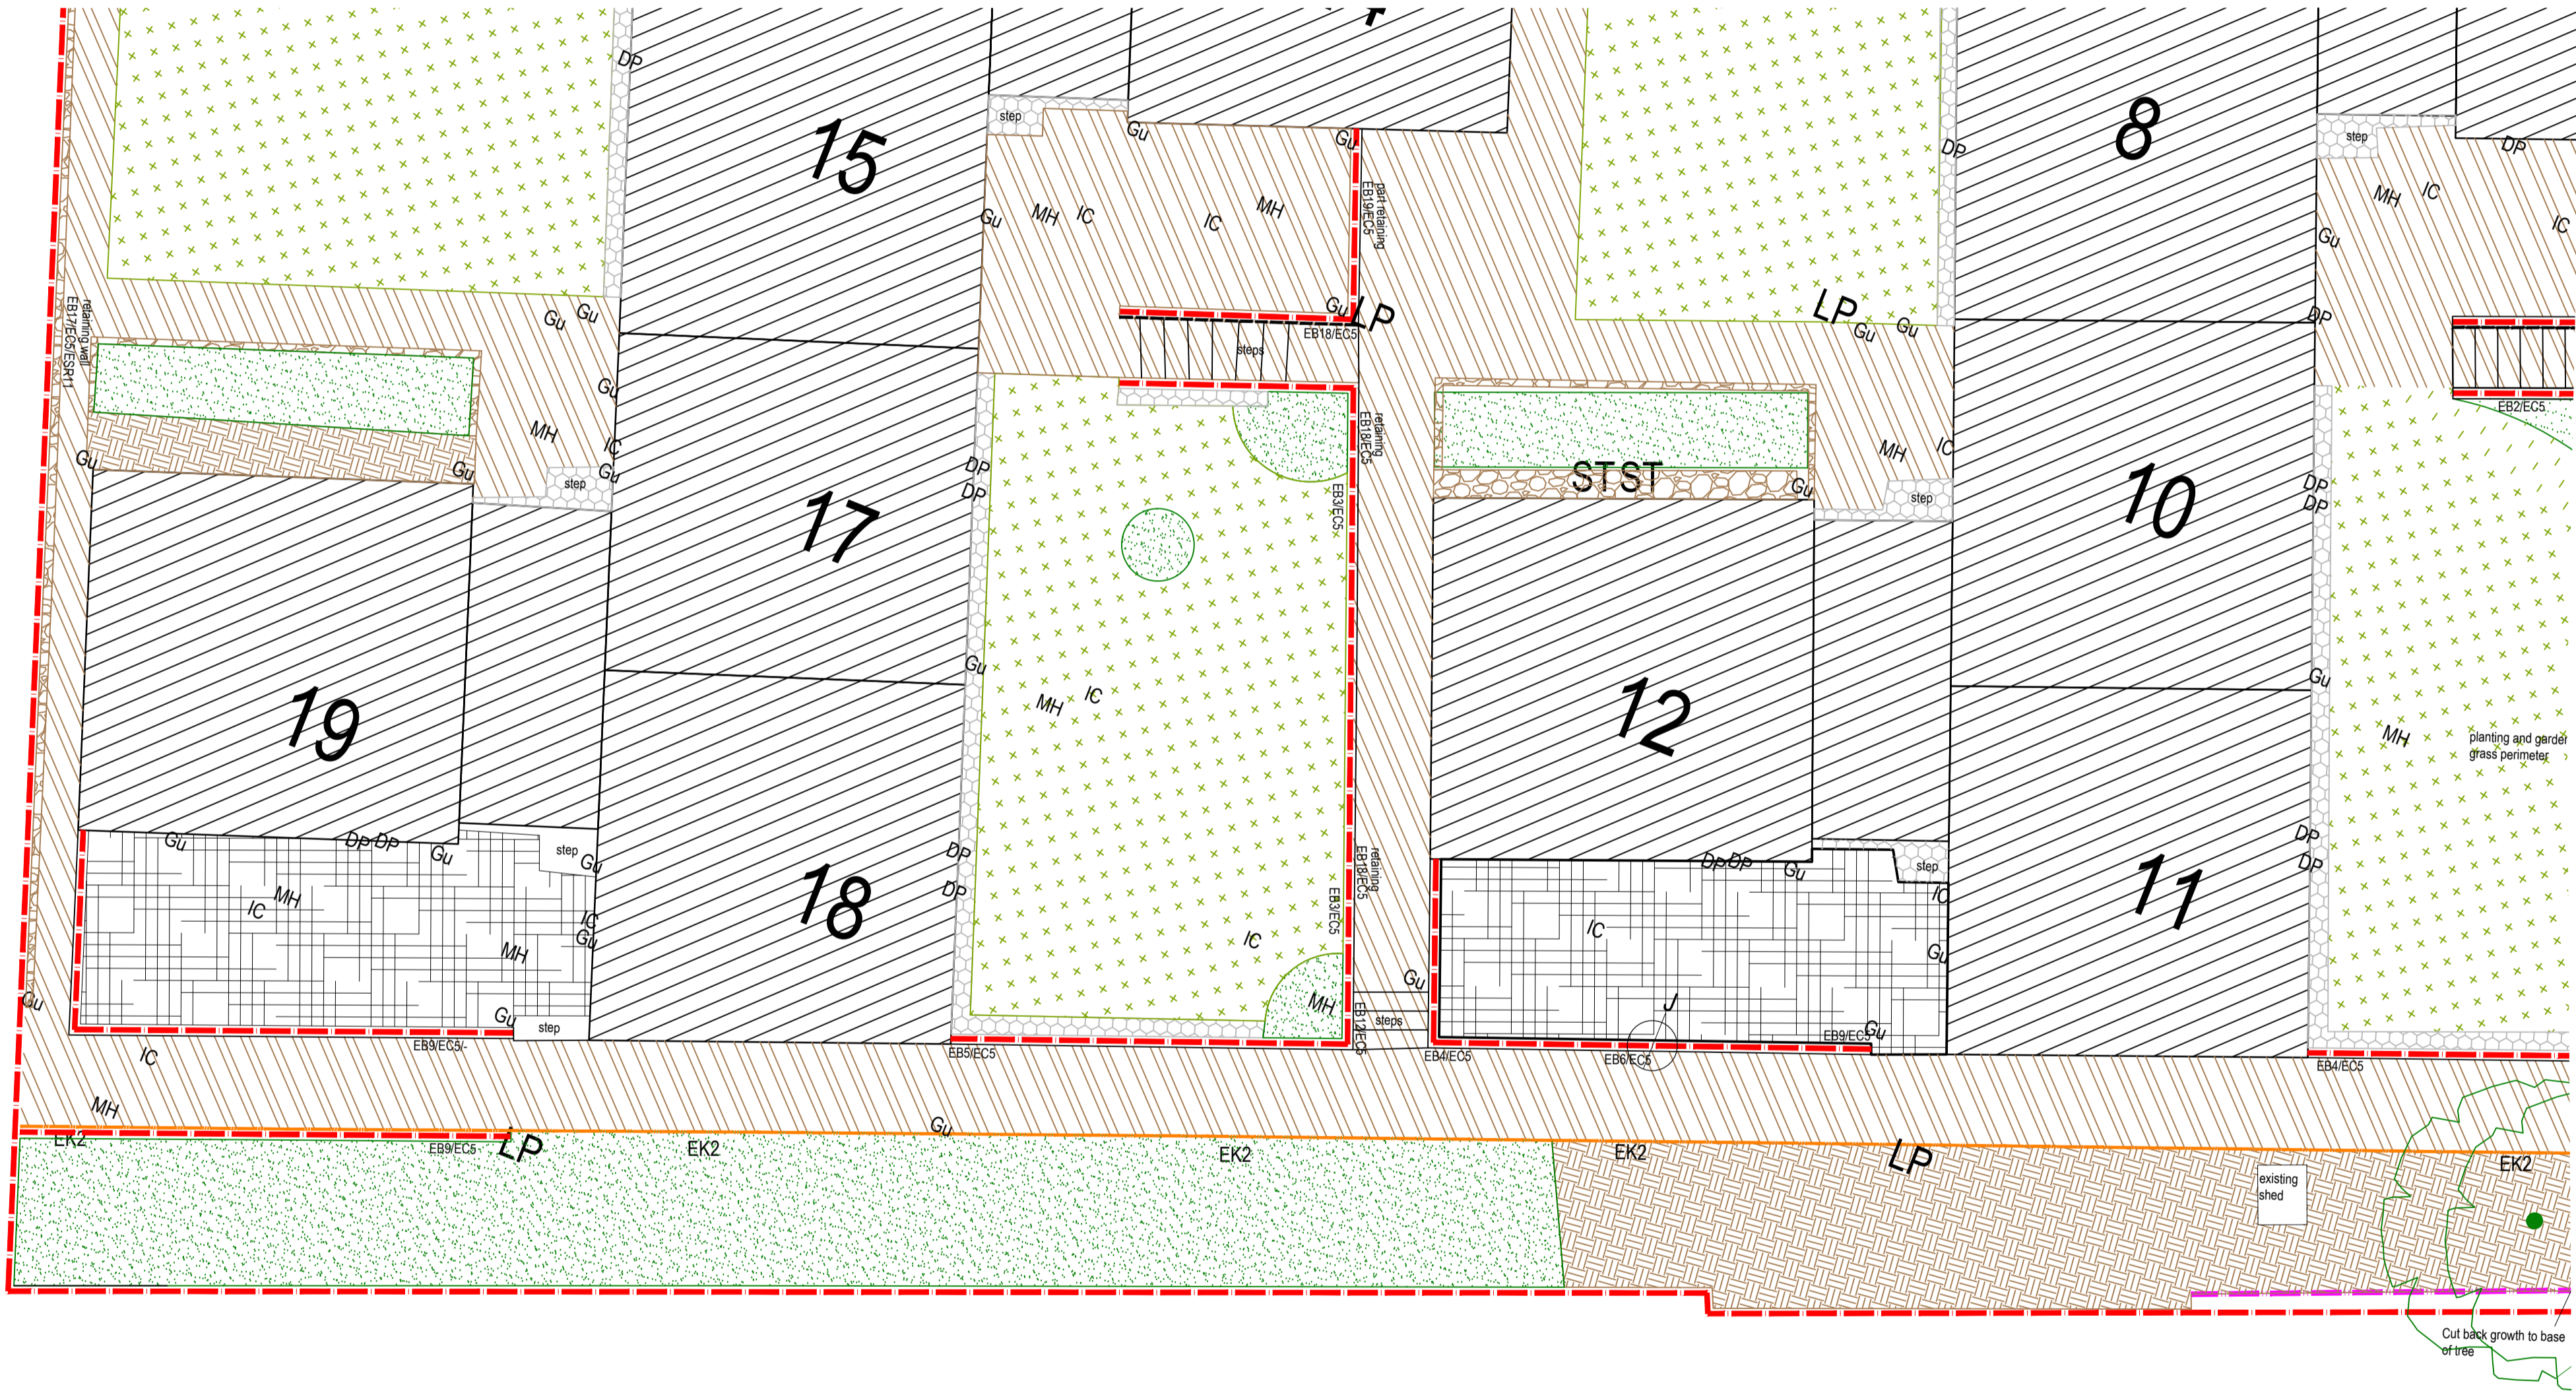 DP
15
step
Gu
Gu
MH
IC
IC
MH
Gu
part retaining
EB19/EC5
DP
8
step
DP
MH
IC
IC
Gu
retaining wall
EB17/EC5/ESR11
Gu
Gu
Gu
LP
EB18/EC5
steps
LP
Gu
Gu
DP
EB2/EC5
Gu
MH
IC
Gu
Gu
Gu
step
17
DP
DP
retaining
EB18/EC5
EB3/EC5
STST
Gu
MH
IC
step
10
DP
DP
19
Gu
MH
IC
12
Gu
MH
planting and garden
grass perimeter
Gu
DP
DP
Gu
step
Gu
MH
IC
MH
IC
Gu
Gu
step
18
DP
DP
IC
MH
retaining
EB18/EC5
EB3/EC5
DP
DP
Gu
step
IC
IC
Gu
11
DP
DP
Gu
Gu
steps
EB12/EC5
J
Gu
EB9/EC5
EB9/EC5/-
EB5/EC5
EB4/EC5
EB6/EC5
EB4/EC5
IC
MH
Gu
EK2
EB9/EC5
LP
EK2
EK2
EK2
LP
EK2
existing
shed
Cut back growth to base
of tree